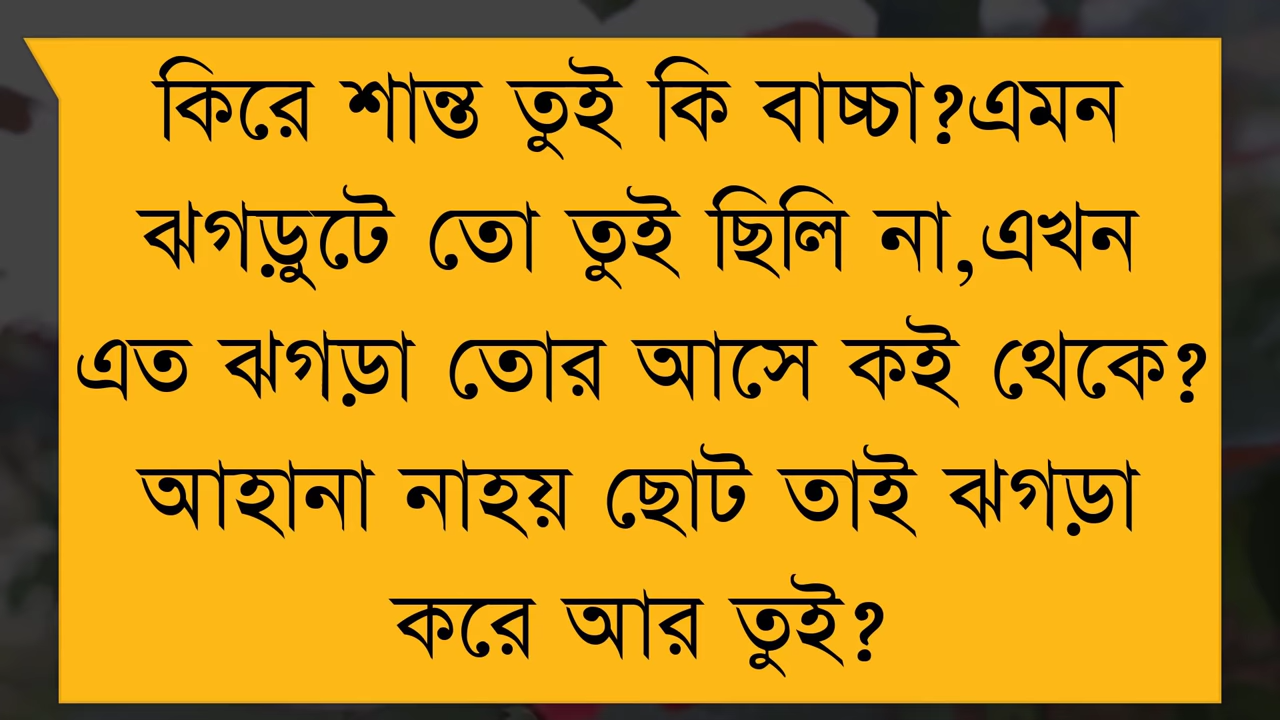 কিরে শান্ত তুই কি বাচ্চা?এমন
ঝগড়ুটে তো তুই ছিলি না,এখন
এত ঝগড়া তোর আসে কই থেকে?
আহানা নাহয় ছোট তাই ঝগড়া
করে আর তুই?